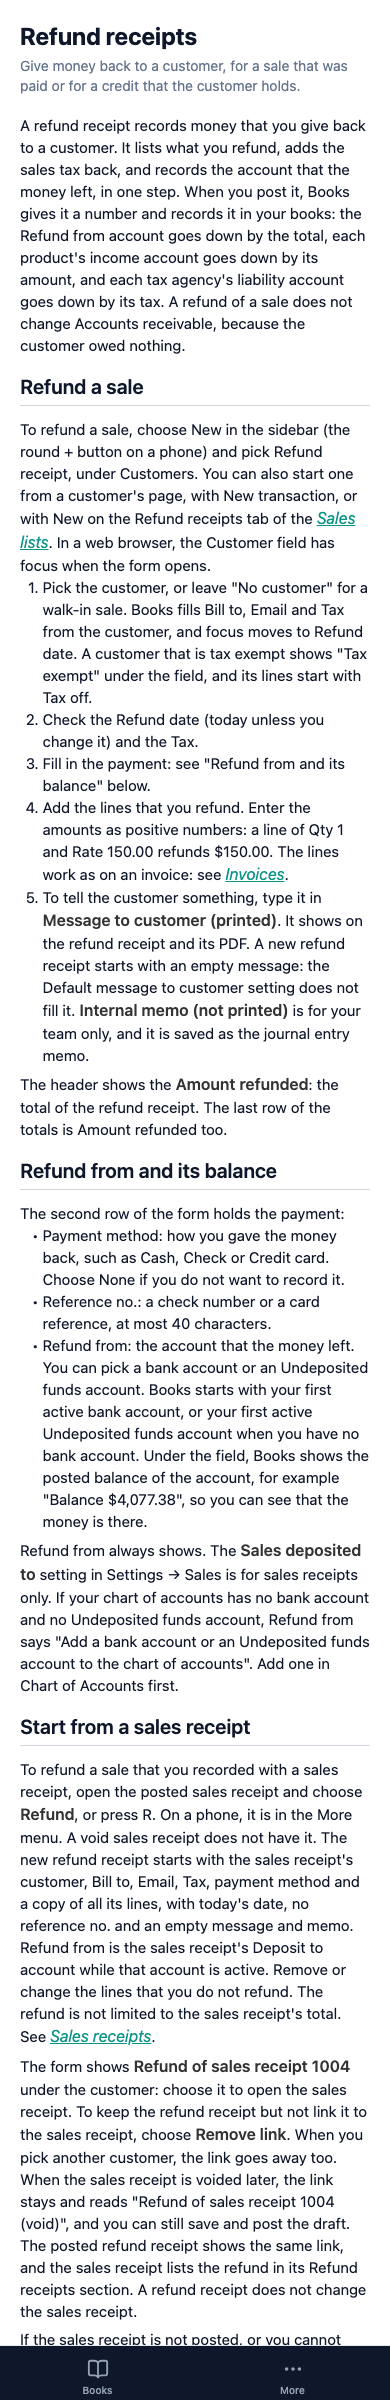 Refund receipts
Give money back to a customer, for a sale that was
paid or for a credit that the customer holds.
A refund receipt records money that you give back
to a customer. It lists what you refund, adds the
sales tax back, and records the account that the
money left, in one step. When you post it, Books
gives it a number and records it in your books: the
Refund from account goes down by the total, each
product's income account goes down by its
amount, and each tax agency's liability account
goes down by its tax. A refund of a sale does not
change Accounts receivable, because the
customer owed nothing.
Refund a sale
To refund a sale, choose New in the sidebar (the
round + button on a phone) and pick Refund
receipt, under Customers. You can also start one
from a customer's page, with New transaction, or
with New on the Refund receipts tab of the Sales
lists. In a web browser, the Customer field has
focus when the form opens.
1. Pick the customer, or leave "No customer" for a
walk-in sale. Books fills Bill to, Email and Tax
from the customer, and focus moves to Refund
date. A customer that is tax exempt shows "Tax
exempt" under the field, and its lines start with
Tax off.
2. Check the Refund date (today unless you
change it) and the Tax.
3. Fill in the payment: see "Refund from and its
balance" below.
4. Add the lines that you refund. Enter the
amounts as positive numbers: a line of Qty 1
and Rate 150.00 refunds $150.00. The lines
work as on an invoice: see Invoices.
5. To tell the customer something, type it in
Message to customer (printed). It shows on
the refund receipt and its PDF. A new refund
receipt starts with an empty message: the
Default message to customer setting does not
fill it. Internal memo (not printed) is for your
team only, and it is saved as the journal entry
memo.
The header shows the Amount refunded: the
total of the refund receipt. The last row of the
totals is Amount refunded too.
Refund from and its balance
The second row of the form holds the payment:
• Payment method: how you gave the money
back, such as Cash, Check or Credit card.
Choose None if you do not want to record it.
• Reference no.: a check number or a card
reference, at most 40 characters.
• Refund from: the account that the money left.
You can pick a bank account or an Undeposited
funds account. Books starts with your first
active bank account, or your first active
Undeposited funds account when you have no
bank account. Under the field, Books shows the
posted balance of the account, for example
"Balance $4,077.38", so you can see that the
money is there.
Refund from always shows. The Sales deposited
to setting in Settings → Sales is for sales receipts
only. If your chart of accounts has no bank account
and no Undeposited funds account, Refund from
says "Add a bank account or an Undeposited funds
account to the chart of accounts". Add one in
Chart of Accounts first.
Start from a sales receipt
To refund a sale that you recorded with a sales
receipt, open the posted sales receipt and choose
Refund, or press R. On a phone, it is in the More
menu. A void sales receipt does not have it. The
new refund receipt starts with the sales receipt's
customer, Bill to, Email, Tax, payment method and
a copy of all its lines, with today's date, no
reference no. and an empty message and memo.
Refund from is the sales receipt's Deposit to
account while that account is active. Remove or
change the lines that you do not refund. The
refund is not limited to the sales receipt's total.
See Sales receipts.
The form shows Refund of sales receipt 1004
under the customer: choose it to open the sales
receipt. To keep the refund receipt but not link it to
the sales receipt, choose Remove link. When you
pick another customer, the link goes away too.
When the sales receipt is voided later, the link
stays and reads "Refund of sales receipt 1004
(void)", and you can still save and post the draft.
The posted refund receipt shows the same link,
and the sales receipt lists the refund in its Refund
receipts section. A refund receipt does not change
the sales receipt.
If the sales receipt is not posted, or you cannot
Books
More